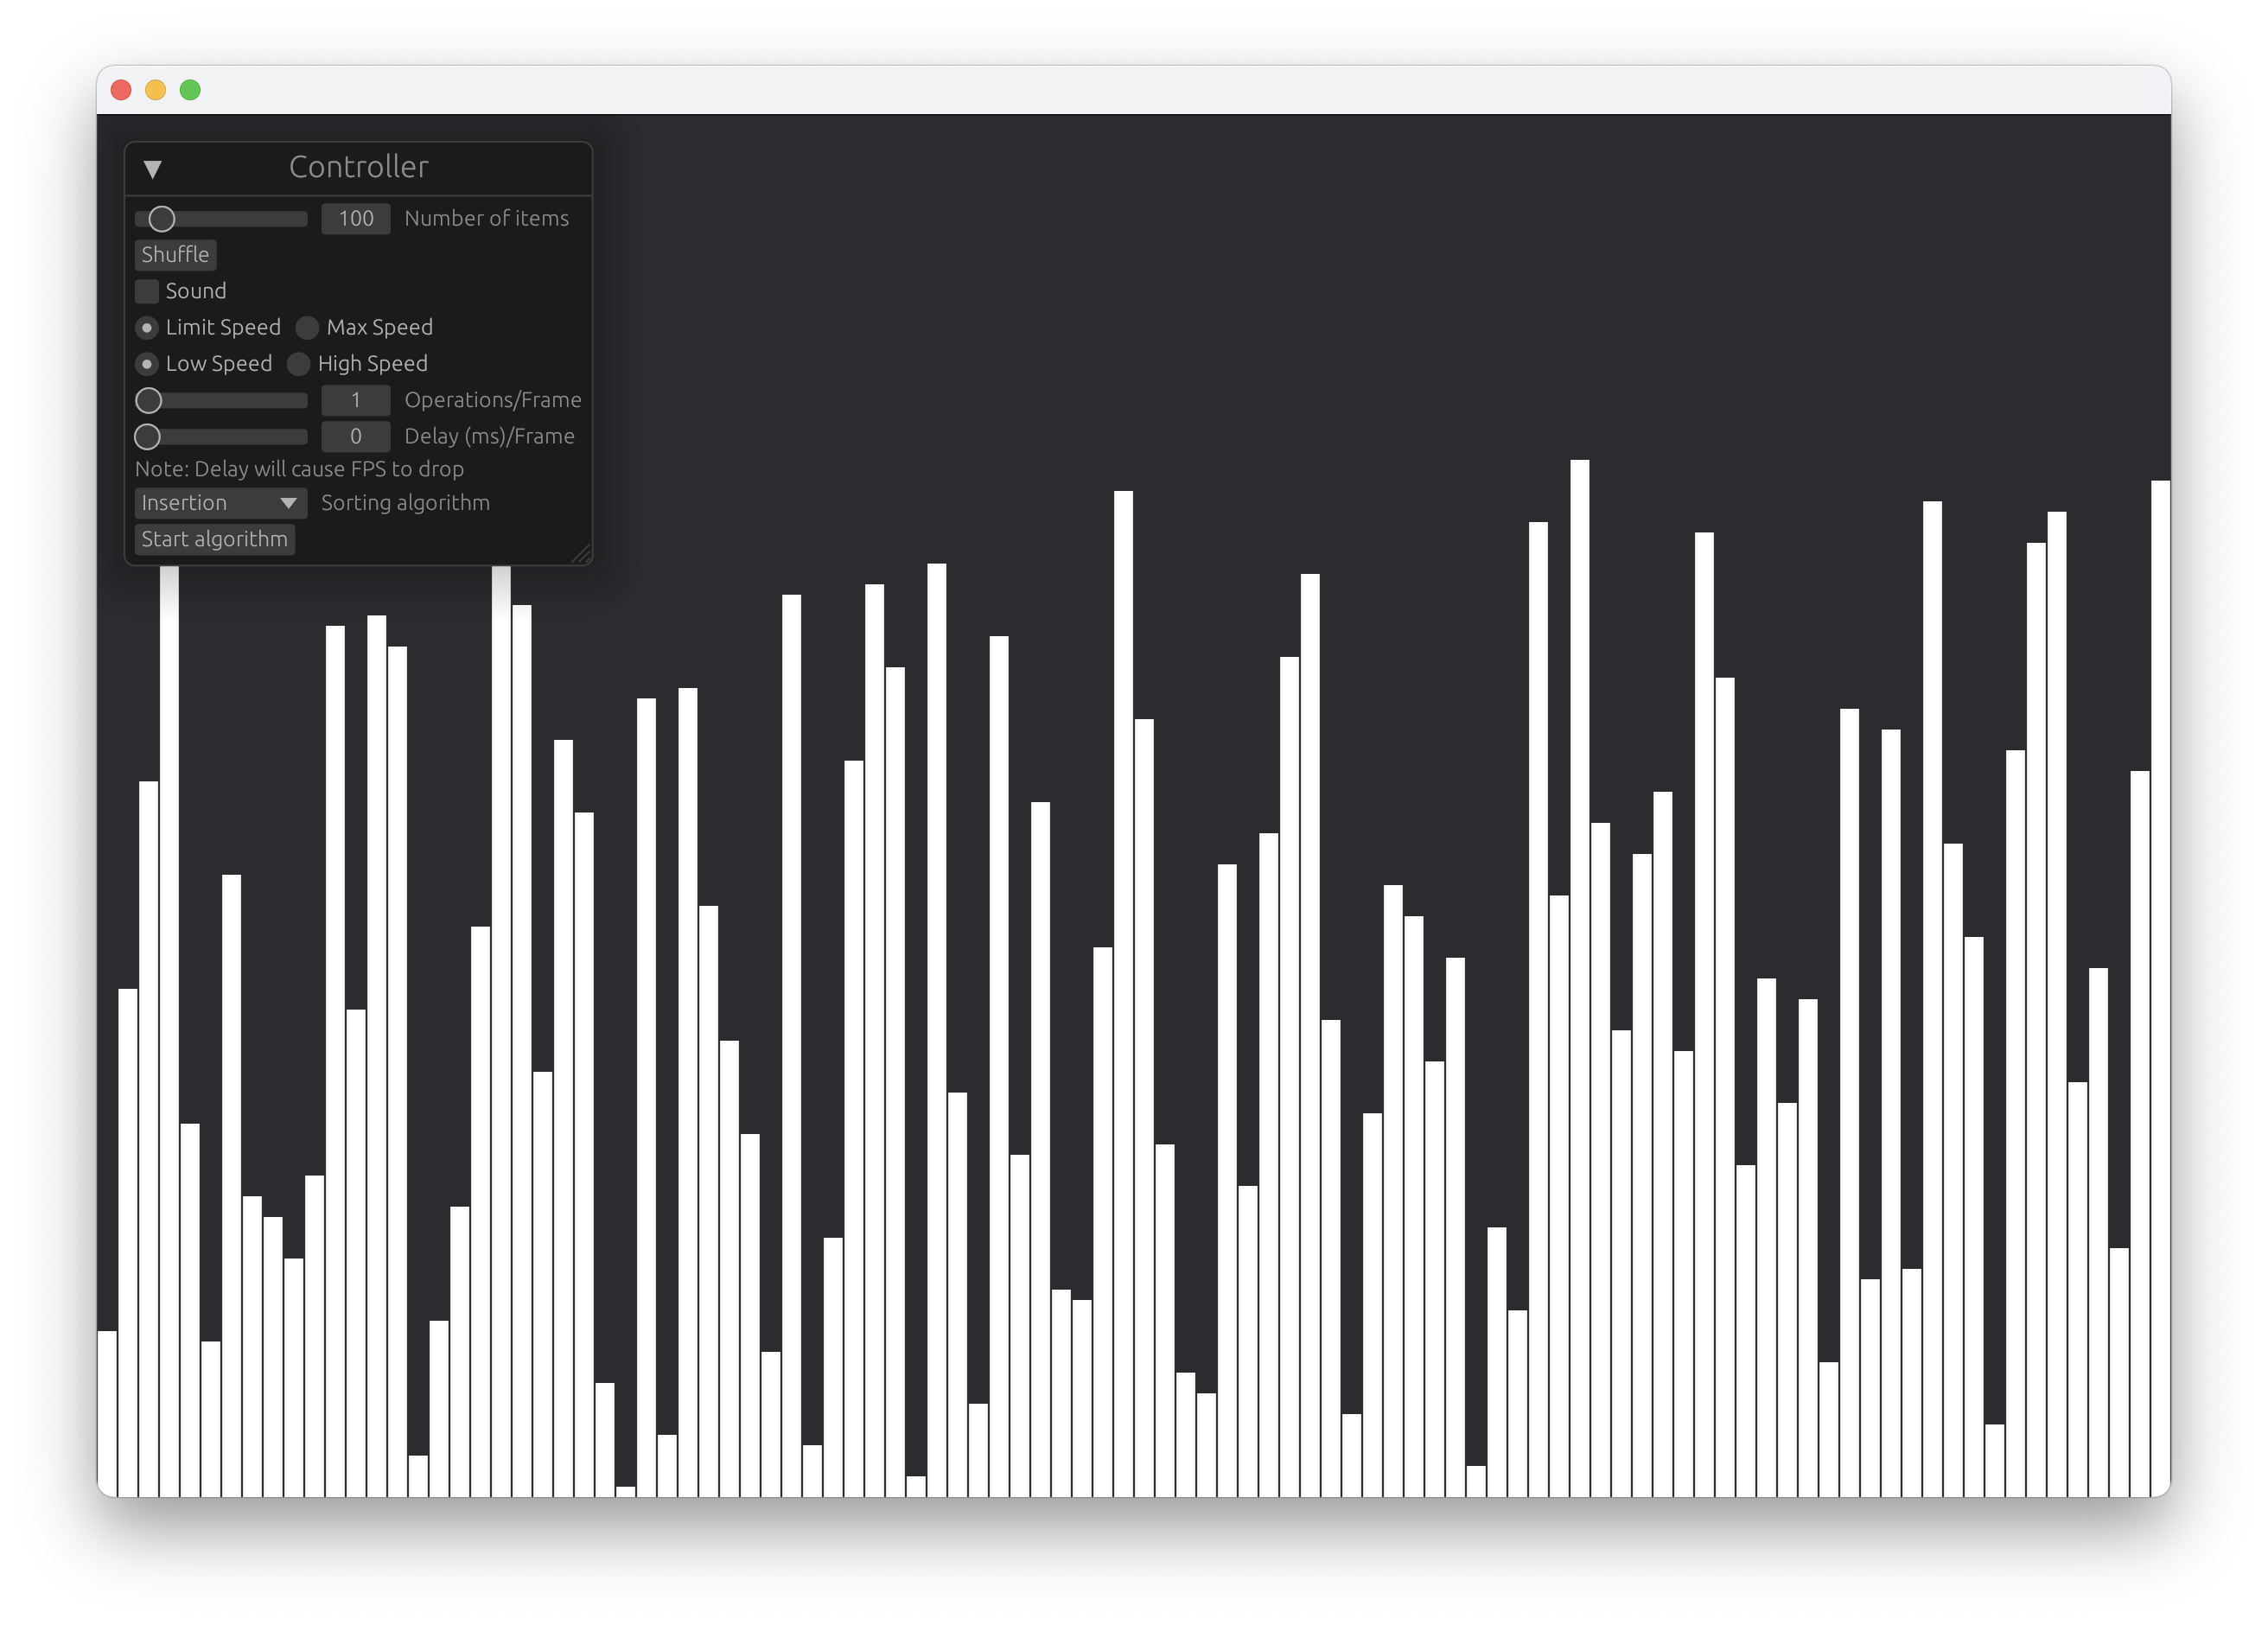 Controller
100 Number of items
Shuffle
Sound
Limit Speed Max Speed
Low Speed High Speed
1 Operations/Frame
0 Delay (ms)/Frame
Note: Delay will cause FPS to drop
Insertion Sorting algorithm
Start algorithm